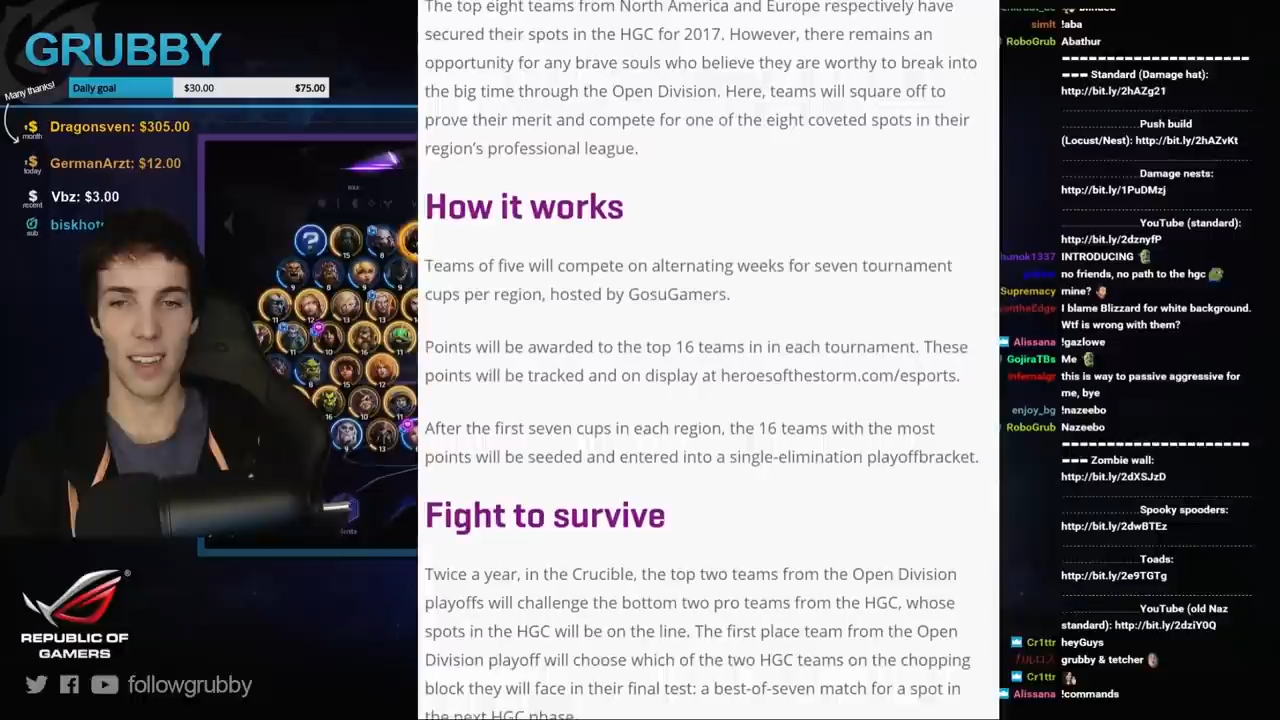 GRUBBY
Many thanks!
Daily goal
$30.00
$75.00
$
month
Dragonsven: $305.00
$
today
GermanArzt: $12.00
$
recent
Vbz: $3.00
sub
REPUBLIC OF
GAMERS
®
followgrubby
The top eight teams from North America and Europe respectively have
secured their spots in the HGC for 2017. However, there remains an
opportunity for any brave souls who believe they are worthy to break into
the big time through the Open Division. Here, teams will square off to
prove their merit and compete for one of the eight coveted spots in their
region's professional league.
How it works
Teams of five will compete on alternating weeks for seven tournament
cups per region, hosted by GosuGamers.
Points will be awarded to the top 16 teams in in each tournament. These
points will be tracked and on display at heroesofthestorm.com/esports.
After the first seven cups in each region, the 16 teams with the most
points will be seeded and entered into a single-elimination playoffbracket.
Fight to survive
Twice a year, in the Crucible, the top two teams from the Open Division
playoffs will challenge the bottom two pro teams from the HGC, whose
spots in the HGC will be on the line. The first place team from the Open
Division playoff will choose which of the two HGC teams on the chopping
block they will face in their final test: a best-of-seven match for a spot in
the next HGC phase.
simlt !aba
RoboGrub Abathur
Standard (Damage hat):
http://bit.ly/2hAZg21
Push build
(Locust/Nest): http://bit.ly/2hAZvKt
Damage nests:
http://bit.ly/1PuDMzj
YouTube (standard):
http://bit.ly/2dznyfP
hunok1337 INTRODUCING
no friends, no path to the hgc
Supremacy mine?
I blame Blizzard for white background.
Wtf is wrong with them?
Alissana !gazlowe
GojiraTBs Me
this is way to passive aggressive for
me, bye
enjoy_bg !nazeebo
RoboGrub Nazeebo
Zombie wall:
http://bit.ly/2dXSJzD
Spooky spooders:
http://bit.ly/2dwBTEz
Toads:
http://bit.ly/2e9TGTg
YouTube (old Naz
standard): http://bit.ly/2dziY0Q
Cr1ttr heyGuys
grubby & tetcher
Cr1ttr
Alissana !commands